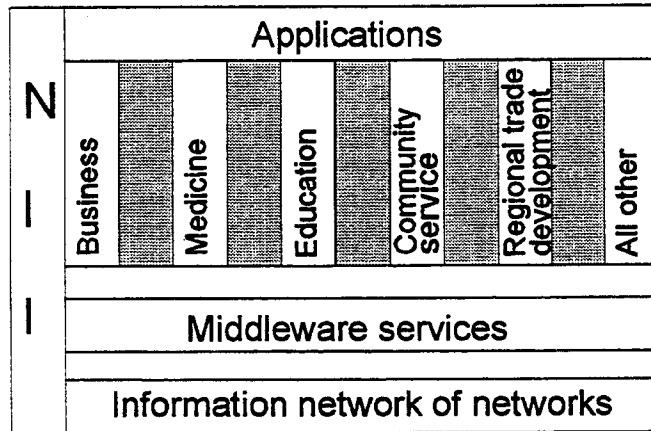 Applications
N
I
I
Business
Medicine
Education
Community
service
Regional trade
development
All other
Middleware services
Information network of networks